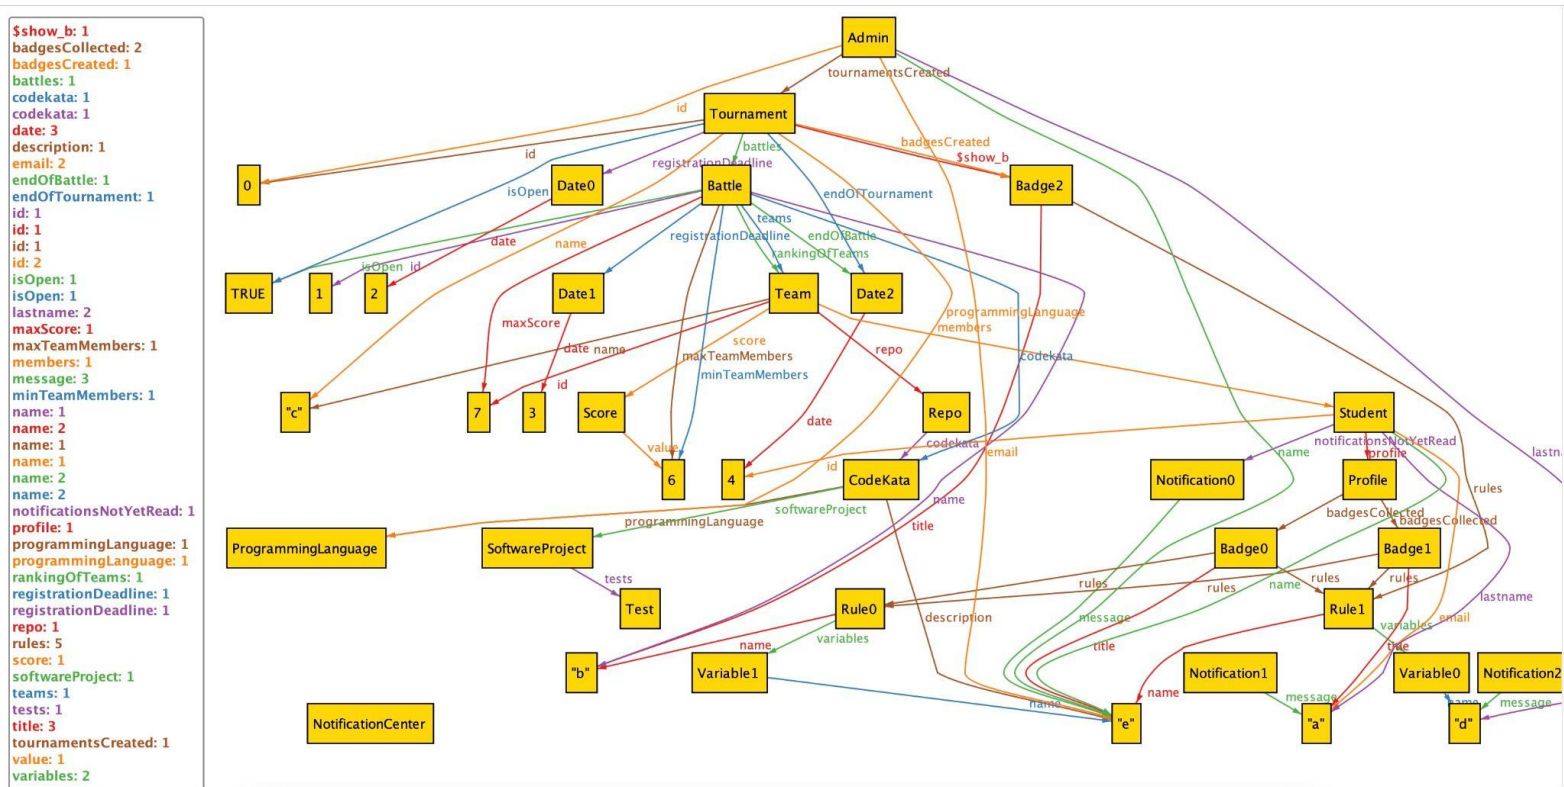 $show_b: 1
badgesCollected: 2
badgesCreated: 1
battles: 1
codekata: 1
codekata: 1
date: 3
description: 1
email: 2
endOfBattle: 1
endOfTournament: 1
id: 1
id: 1
id: 1
id: 2
isOpen: 1
isOpen: 1
lastname: 2
maxScore: 1
maxTeamMembers: 1
members: 1
message: 3
minTeamMembers: 1
name: 1
name: 2
name: 1
name: 1
name: 2
name: 2
notificationsNotYetRead: 1
profile: 1
programmingLanguage: 1
programmingLanguage: 1
rankingOfTeams: 1
registrationDeadline: 1
registrationDeadline: 1
repo: 1
rules: 5
score: 1
softwareProject: 1
teams: 1
tests: 1
title: 3
tournamentsCreated: 1
value: 1
variables: 2
Admin
tournamentsCreated
id
Tournament
badgesCreated
battles
id
$show_b
registrationDeadline
0
isOpen
Date0
Battle
endOfTournament
Badge2
teams
date
name
registrationDeadline
endOfBattle
rankingOfTeams
isOpen
id
TRUE
1
2
Date1
Team
Date2
programmingLanguage
members
maxScore
score
date
name
maxTeamMembers
repo
codekata
minTeamMembers
id
"c"
7
3
Score
Repo
Student
date
codekata
notificationsNotYetRead
value
email
name
profile
lastn
id
6
4
CodeKata
Notification0
Profile
rules
name
softwareProject
title
programmingLanguage
badgesCollected
badgesCollected
ProgrammingLanguage
SoftwareProject
Badge0
Badge1
tests
rules
rules
name
rules
rules
lastname
Test
Rule0
Rule1
description
message
email
variables
variables
name
title
title
"b"
Variable1
Notification1
Variable0
Notification2
name
name
message
name
message
NotificationCenter
"e"
"a"
"d"